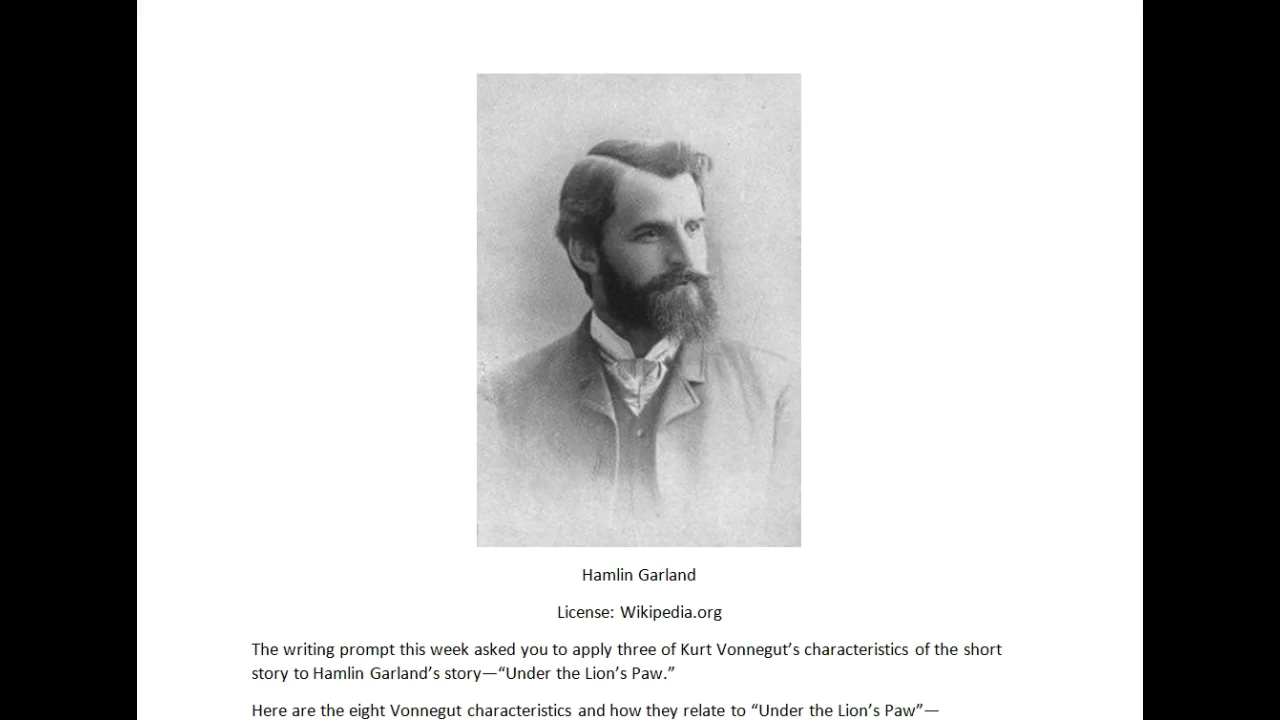 Hamlin Garland
License: Wikipedia.org
The writing prompt this week asked you to apply three of Kurt Vonnegut’s characteristics of the short
story to Hamlin Garland’s story—“Under the Lion’s Paw.”
Here are the eight Vonnegut characteristics and how they relate to “Under the Lion’s Paw”—